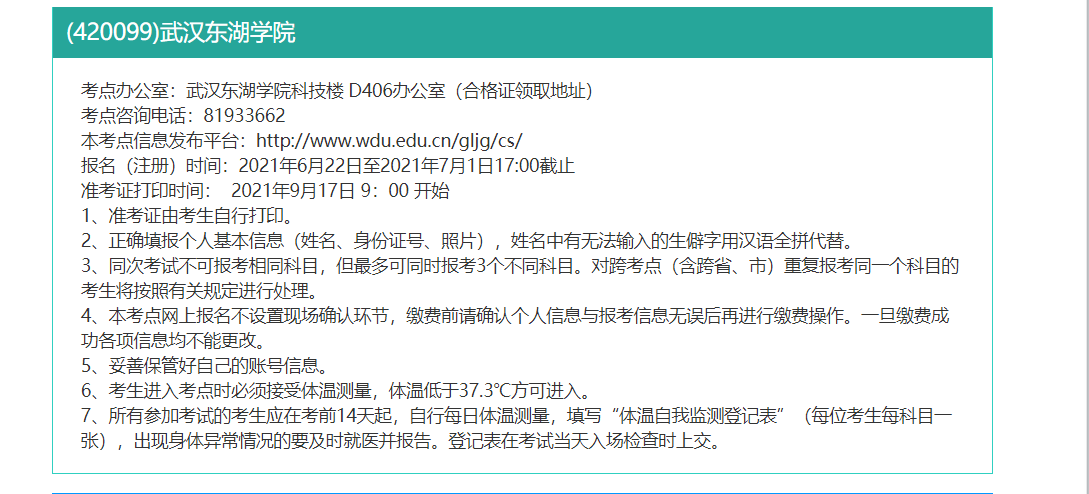 (420099)武汉东湖学院
考点办公室：武汉东湖学院科技楼 D406办公室（合格证领取地址）
考点咨询电话：81933662
本考点信息发布平台：http://www.wdu.edu.cn/gljg/cs/
报名（注册）时间：2021年6月22日至2021年7月1日17:00截止
准考证打印时间： 2021年9月17日 9：00 开始
1、准考证由考生自行打印。
2、正确填报个人基本信息（姓名、身份证号、照片），姓名中有无法输入的生僻字用汉语全拼代替。
3、同次考试不可报考相同科目，但最多可同时报考3个不同科目。对跨考点（含跨省、市）重复报考同一个科目的
考生将按照有关规定进行处理。
4、本考点网上报名不设置现场确认环节，缴费前请确认个人信息与报考信息无误后再进行缴费操作。一旦缴费成
功各项信息均不能更改。
5、妥善保管好自己的账号信息。
6、考生进入考点时必须接受体温测量，体温低于37.3℃方可进入。
7、所有参加考试的考生应在考前14天起，自行每日体温测量，填写“体温自我监测登记表”（每位考生每科目一
张），出现身体异常情况的要及时就医并报告。登记表在考试当天入场检查时上交。